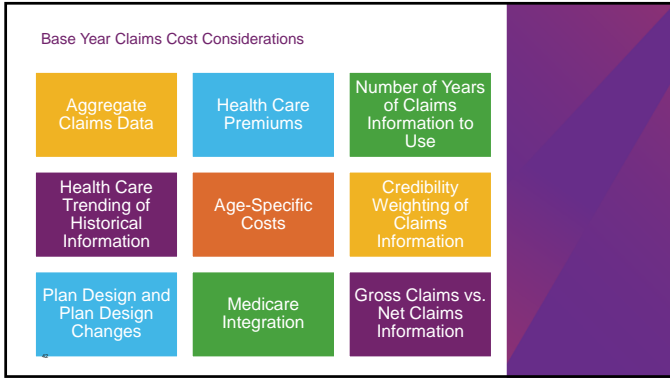 Base Year Claims Cost Considerations
Aggregate
Claims Data
Health Care
Premiums
Number of Years
of Claims
Information to
Use
Health Care
Trending of
Historical
Information
Age-Specific
Costs
Credibility
Weighting of
Claims
Information
Plan Design and
Plan Design
Changes
Medicare
Integration
Gross Claims vs.
Net Claims
Information
42